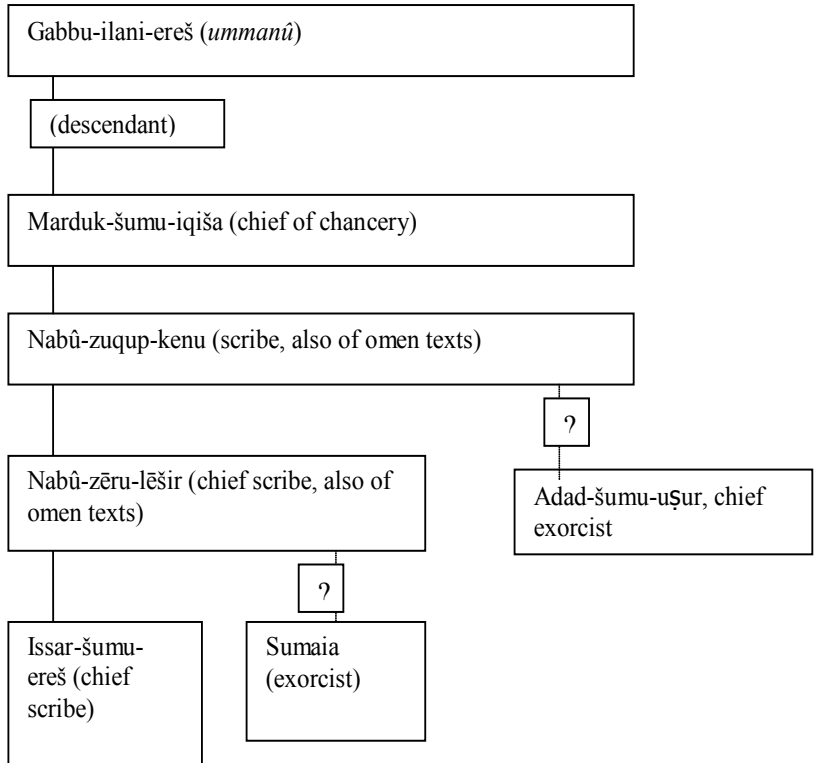 Gabbu-ilani-ereš (ummanû)
(descendant)
Marduk-šumu-iqiša (chief of chancery)
Nabû-zuqup-kenu (scribe, also of omen texts)
?
Nabû-zēru-lēšir (chief scribe, also of
omen texts)
Adad-šumu-uṣur, chief
exorcist
?
Issar-šumu-
ereš (chief
scribe)
Sumaia
(exorcist)